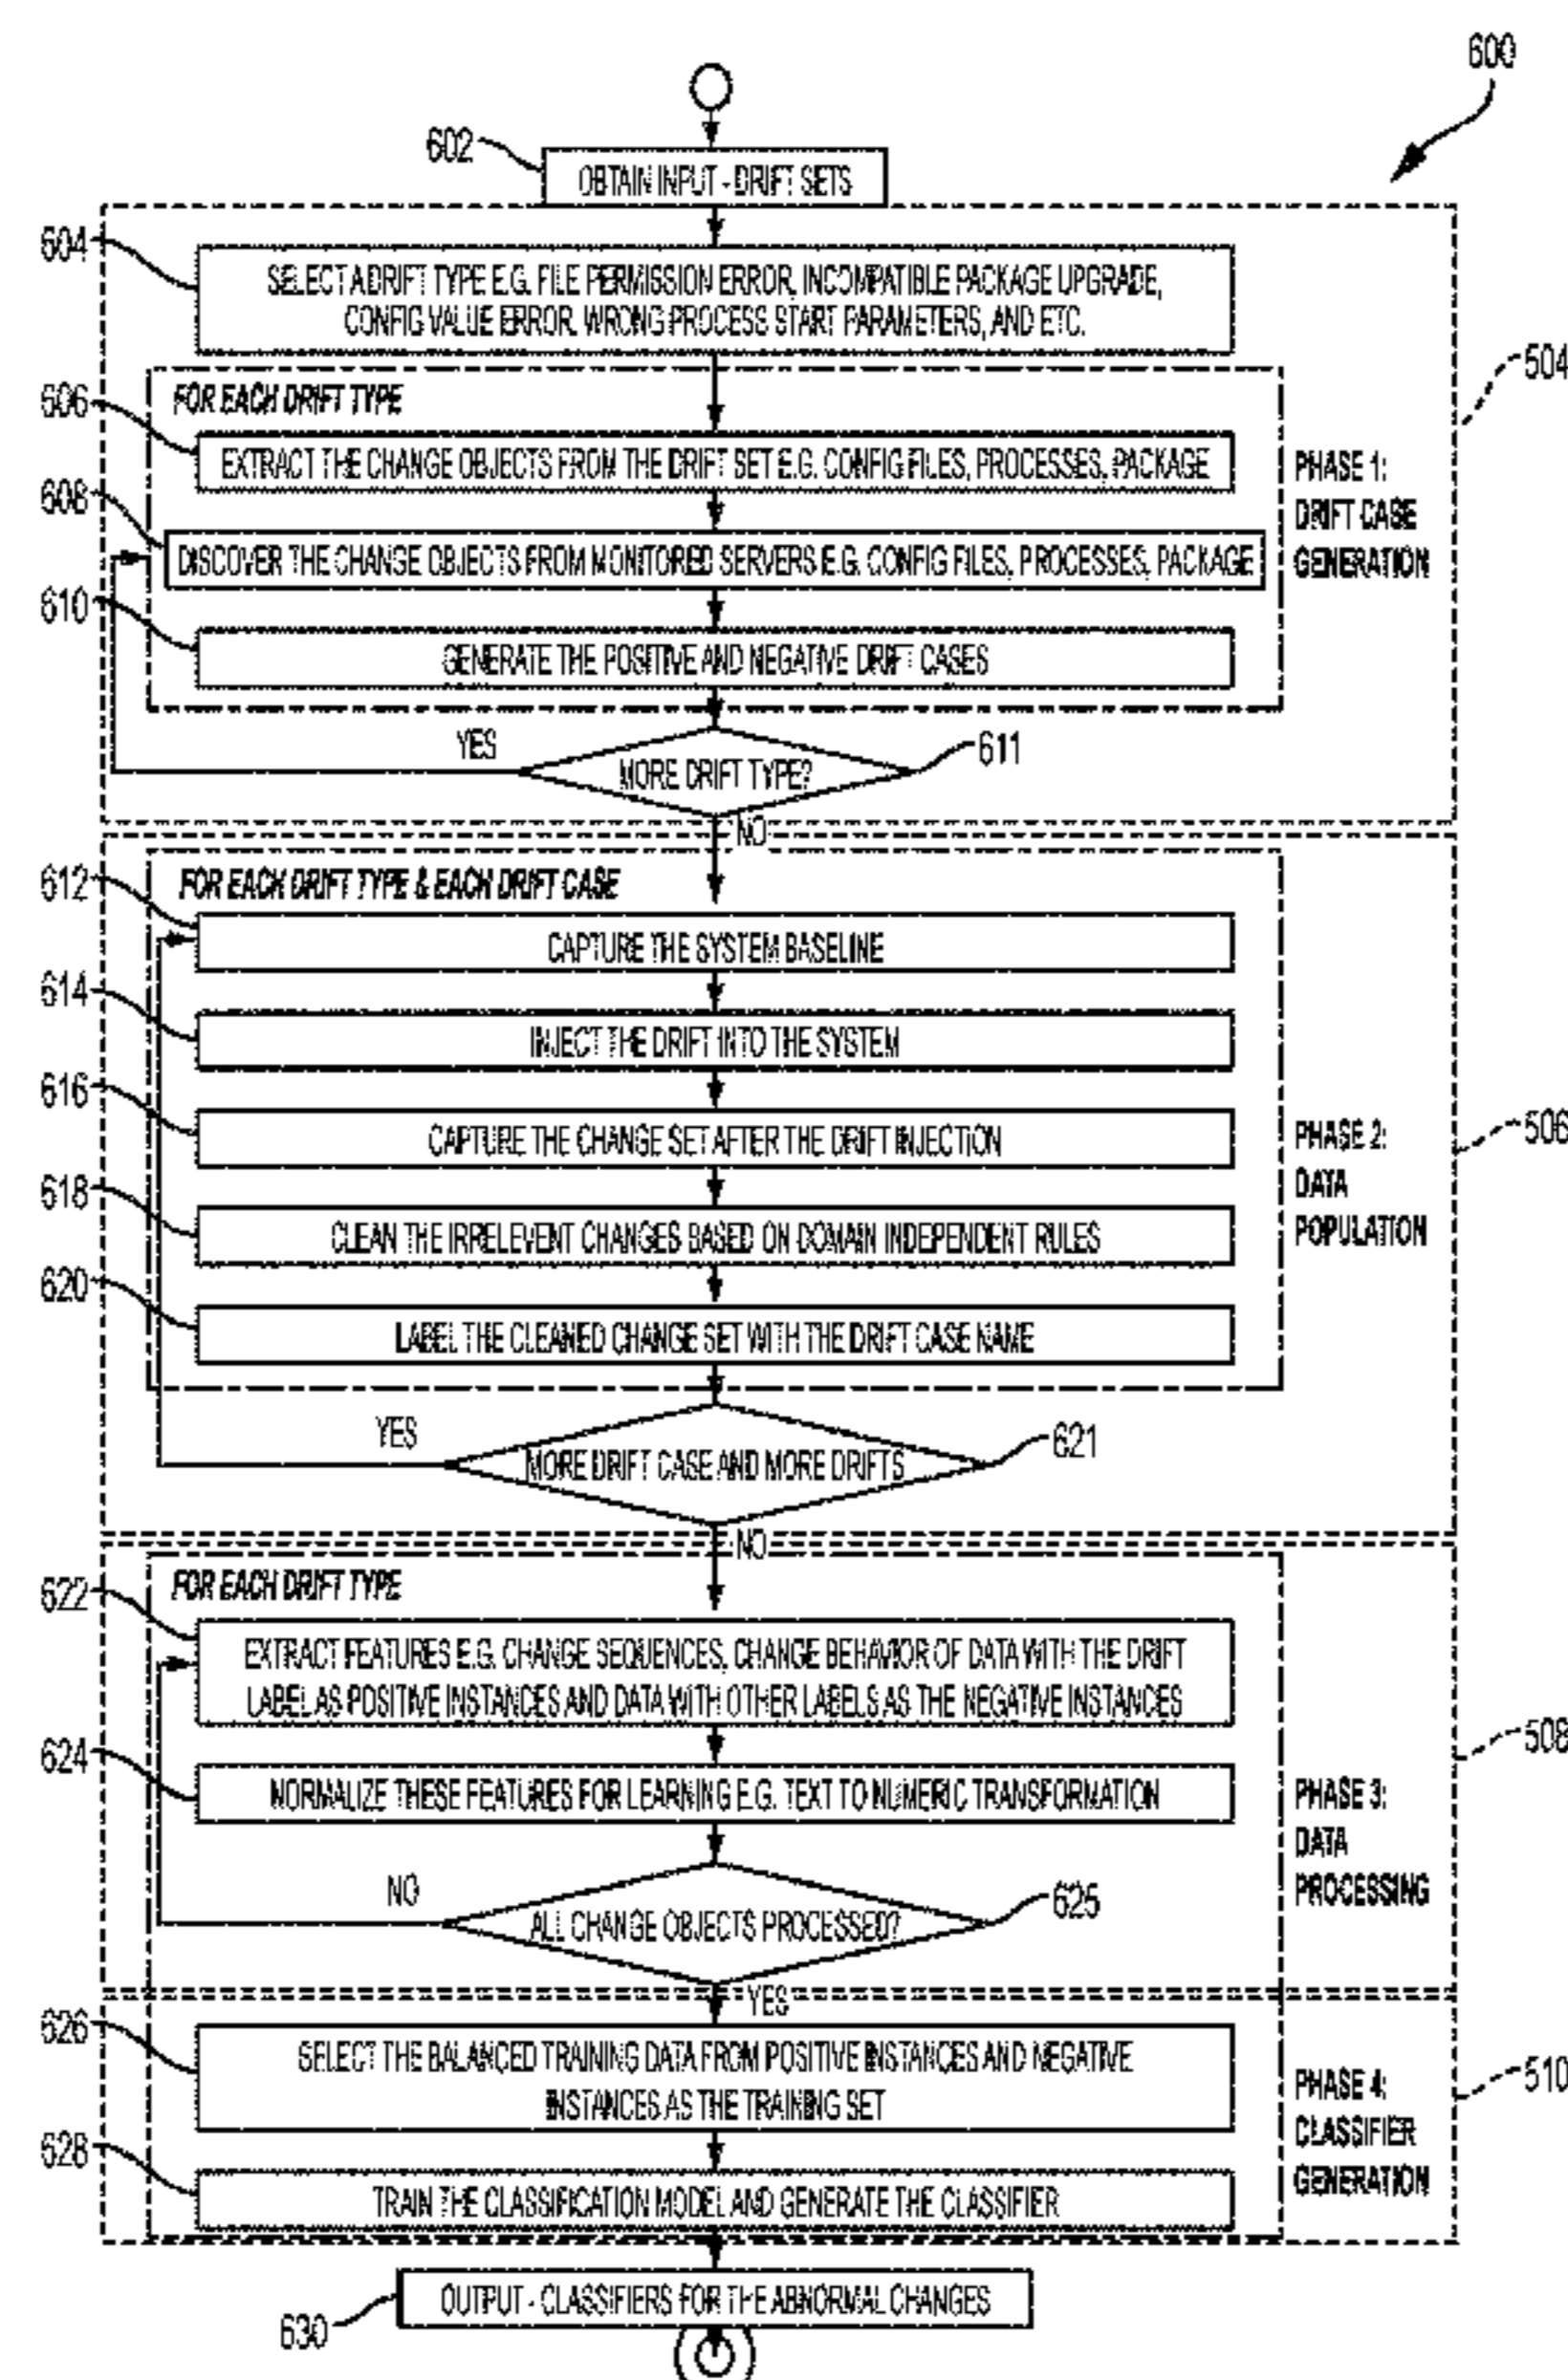 600
602
OBTAIN INPUT - DRIFT SETS
604
SELECT A DRIFT TYPE E.G. FILE PERMISSION ERROR, INCOMPATIBLE PACKAGE UPGRADE,
CONFIG VALUE ERROR, WRONG PROCESS START PARAMETERS, AND ETC.
504
FOR EACH DRIFT TYPE
606
EXTRACT THE CHANGE OBJECTS FROM THE DRIFT SET E.G. CONFIG FILES, PROCESSES, PACKAGE
PHASE 1:
DRIFT CASE
GENERATION
608
DISCOVER THE CHANGE OBJECTS FROM MONITORED SERVERS E.G. CONFIG FILES, PROCESSES, PACKAGE
610
GENERATE THE POSITIVE AND NEGATIVE DRIFT CASES
YES
MORE DRIFT TYPE?
611
NO
FOR EACH DRIFT TYPE & EACH DRIFT CASE
612
CAPTURE THE SYSTEM BASELINE
614
INJECT THE DRIFT INTO THE SYSTEM
616
CAPTURE THE CHANGE SET AFTER THE DRIFT INJECTION
PHASE 2:
DATA
POPULATION
506
618
CLEAN THE IRRELEVENT CHANGES BASED ON DOMAIN INDEPENDENT RULES
620
LABEL THE CLEANED CHANGE SET WITH THE DRIFT CASE NAME
YES
MORE DRIFT CASE AND MORE DRIFTS
621
NO
FOR EACH DRIFT TYPE
622
EXTRACT FEATURES E.G. CHANGE SEQUENCES, CHANGE BEHAVIOR OF DATA WITH THE DRIFT
LABEL AS POSITIVE INSTANCES AND DATA WITH OTHER LABELS AS THE NEGATIVE INSTANCES
508
624
NORMALIZE THESE FEATURES FOR LEARNING E.G. TEXT TO NUMERIC TRANSFORMATION
PHASE 3:
DATA
PROCESSING
NO
ALL CHANGE OBJECTS PROCESSED?
625
YES
626
SELECT THE BALANCED TRAINING DATA FROM POSITIVE INSTANCES AND NEGATIVE
INSTANCES AS THE TRAINING SET
PHASE 4:
CLASSIFIER
GENERATION
510
628
TRAIN THE CLASSIFICATION MODEL AND GENERATE THE CLASSIFIER
OUTPUT - CLASSIFIERS FOR THE ABNORMAL CHANGES
630